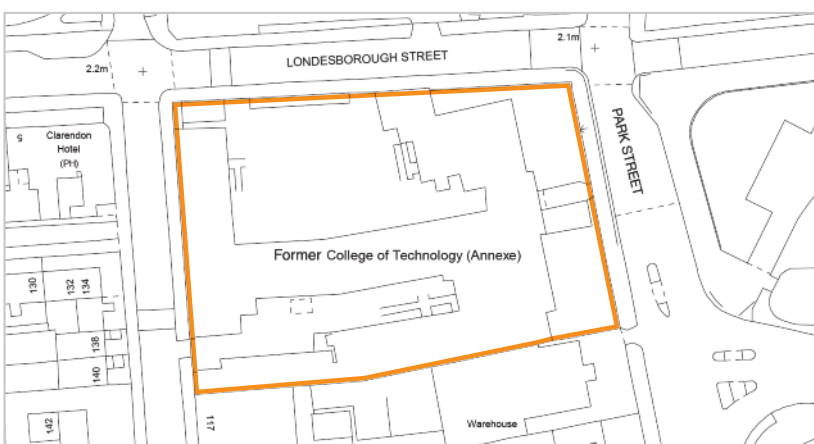 LONDESBOROUGH STREET
2.1m
2.2m
PARK STREET
5
Clarendon
Hotel
(PH)
Former College of Technology (Annexe)
130
132
134
138
140
142
117
Warehouse